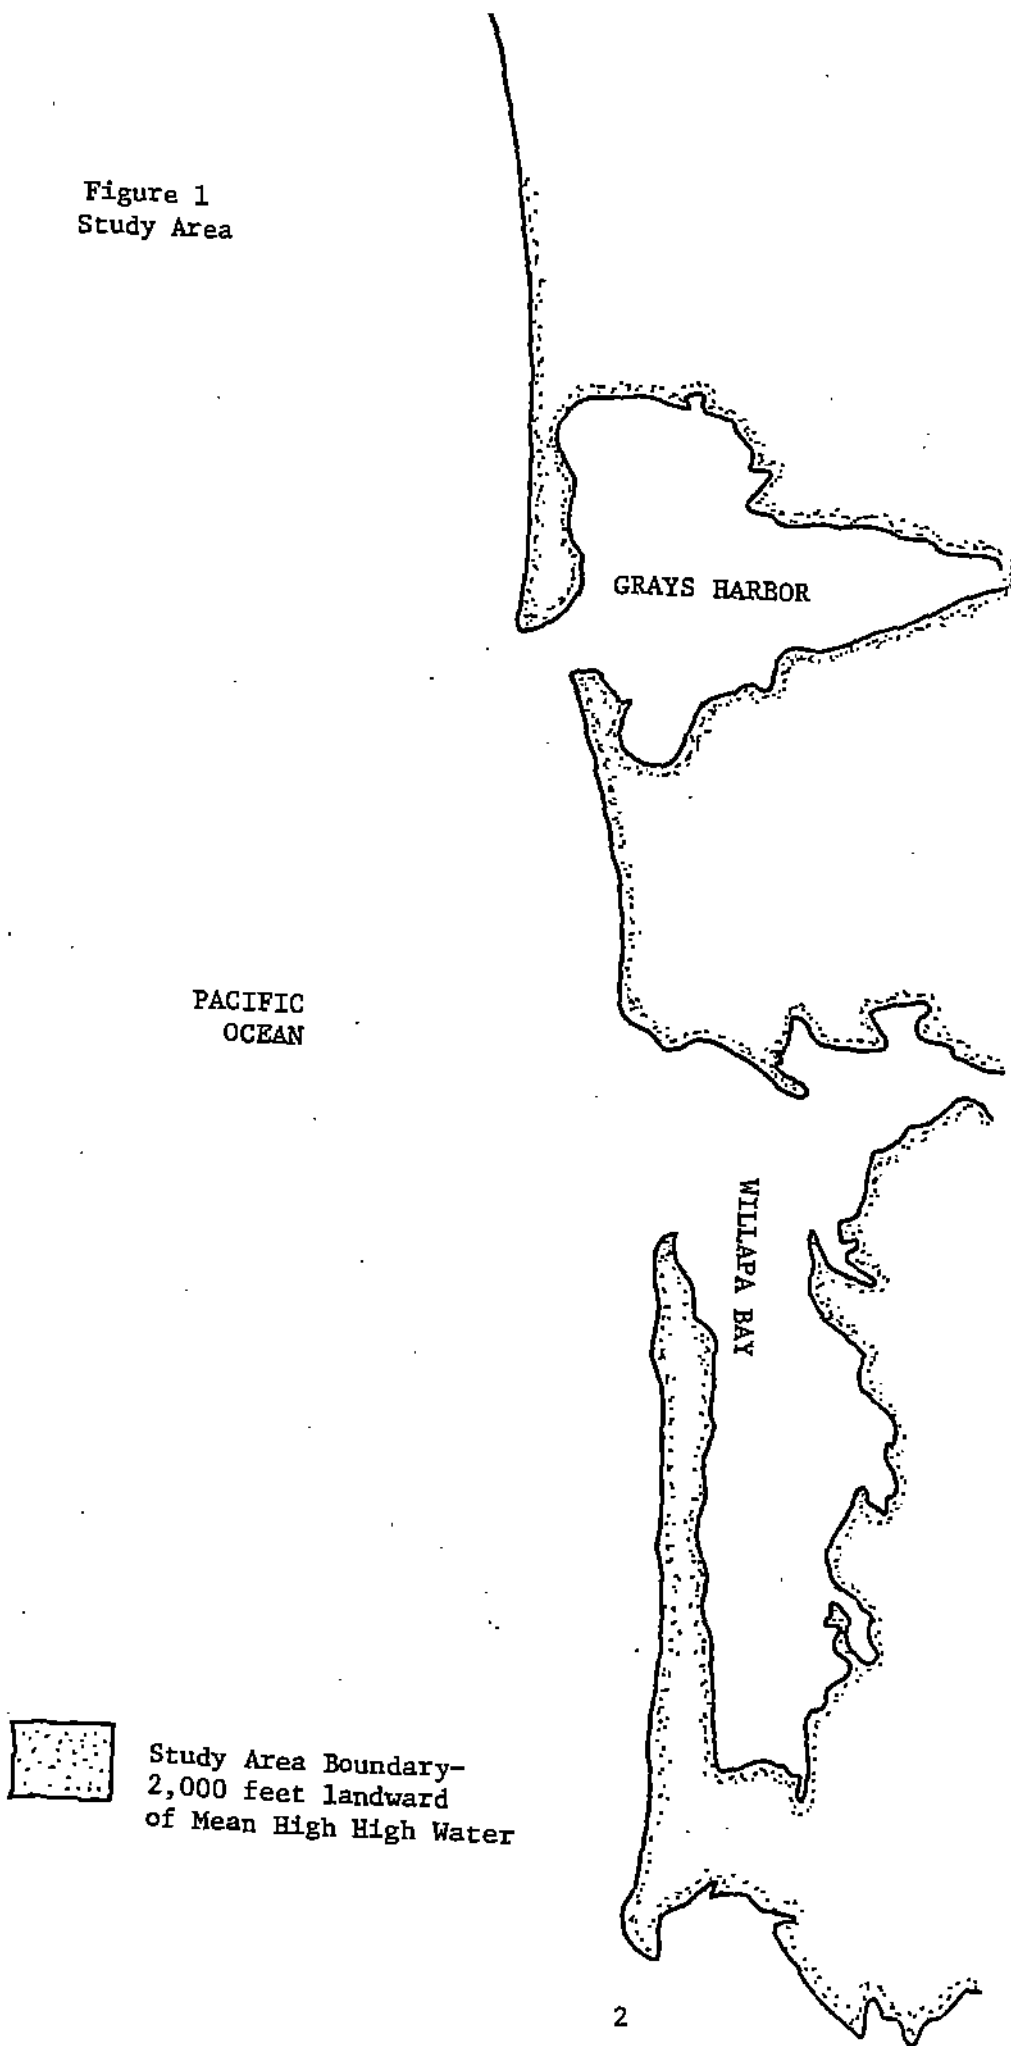 Figure 1
Study Area
GRAYS HARBOR
PACIFIC
OCEAN
WILLAPA BAY
Study Area Boundary-
2,000 feet landward
of Mean High High Water
2